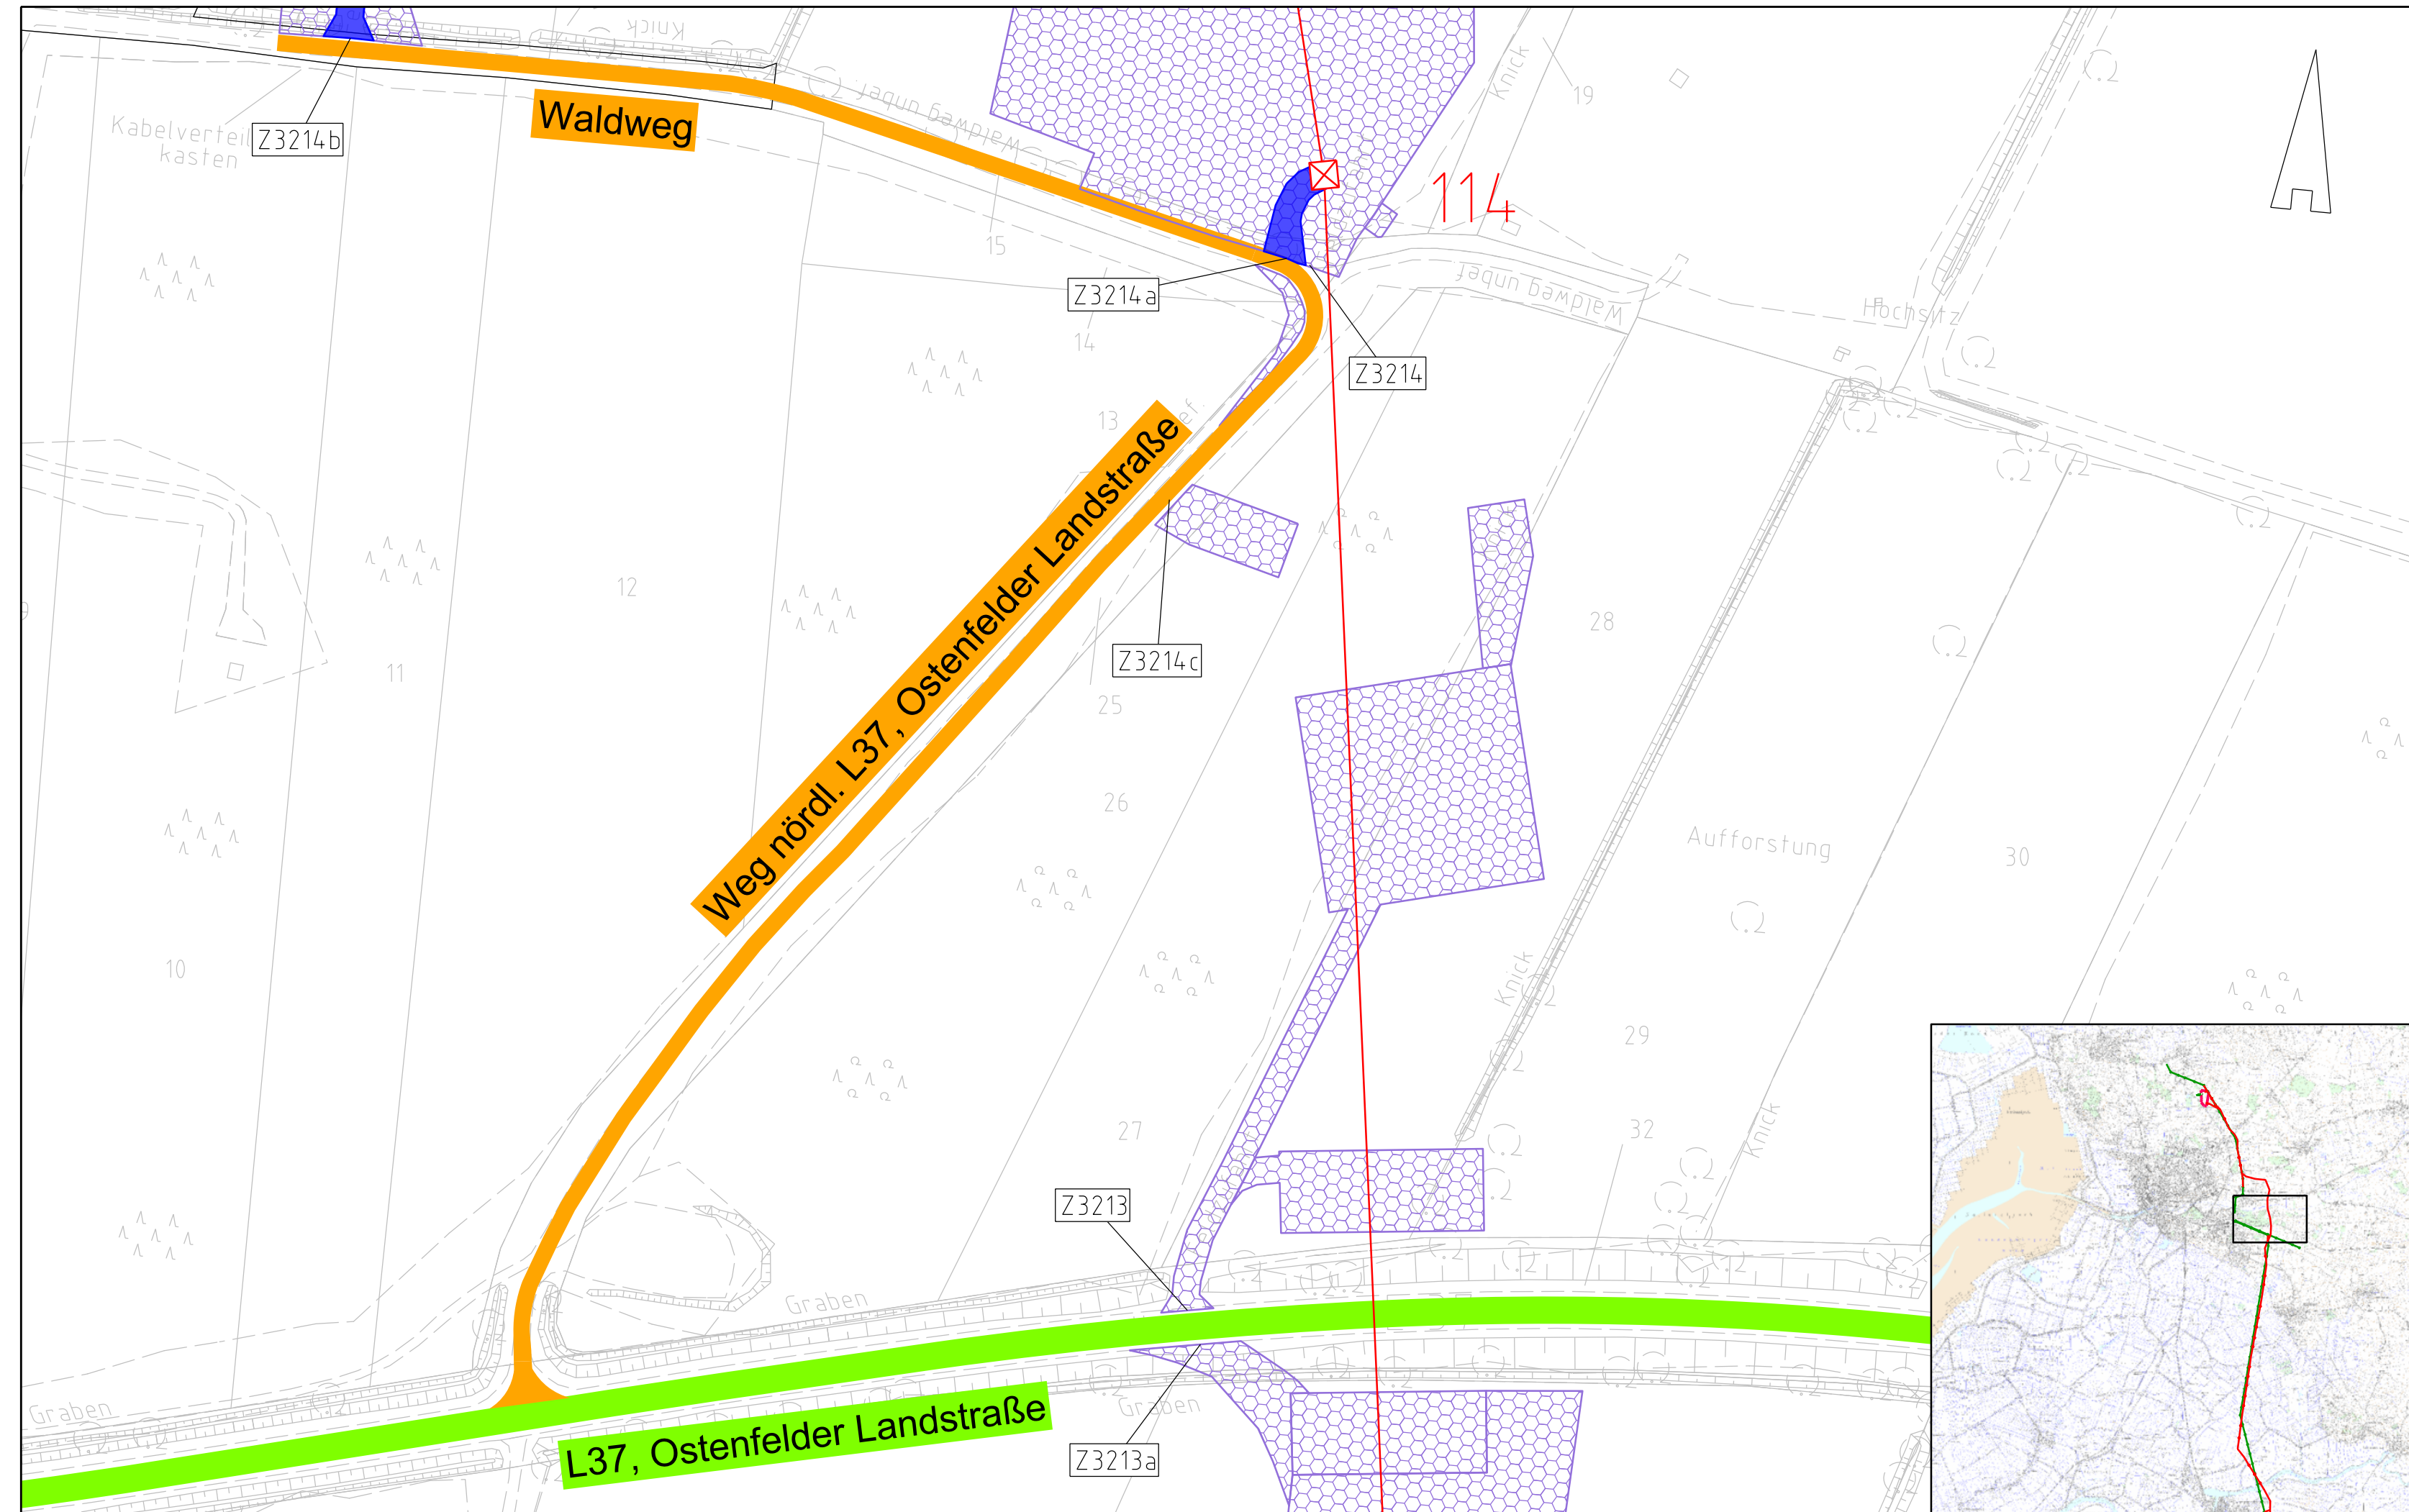 Knick
Waldweg
Kabelverteil
kasten
Z3214b
Waldweg unbef.
Knick
19
114
15
Z3214a
Waldweg unbef
Hochsitz
14
Z3214
13
Weg nördl. L37, Ostenfelder Landstraße
12
28
11
Z3214c
25
26
Aufforstung
30
10
Knick
29
27
32
Knick
Z3213
Graben
Graben
L37, Ostenfelder Landstraße
Graben
Z3213a